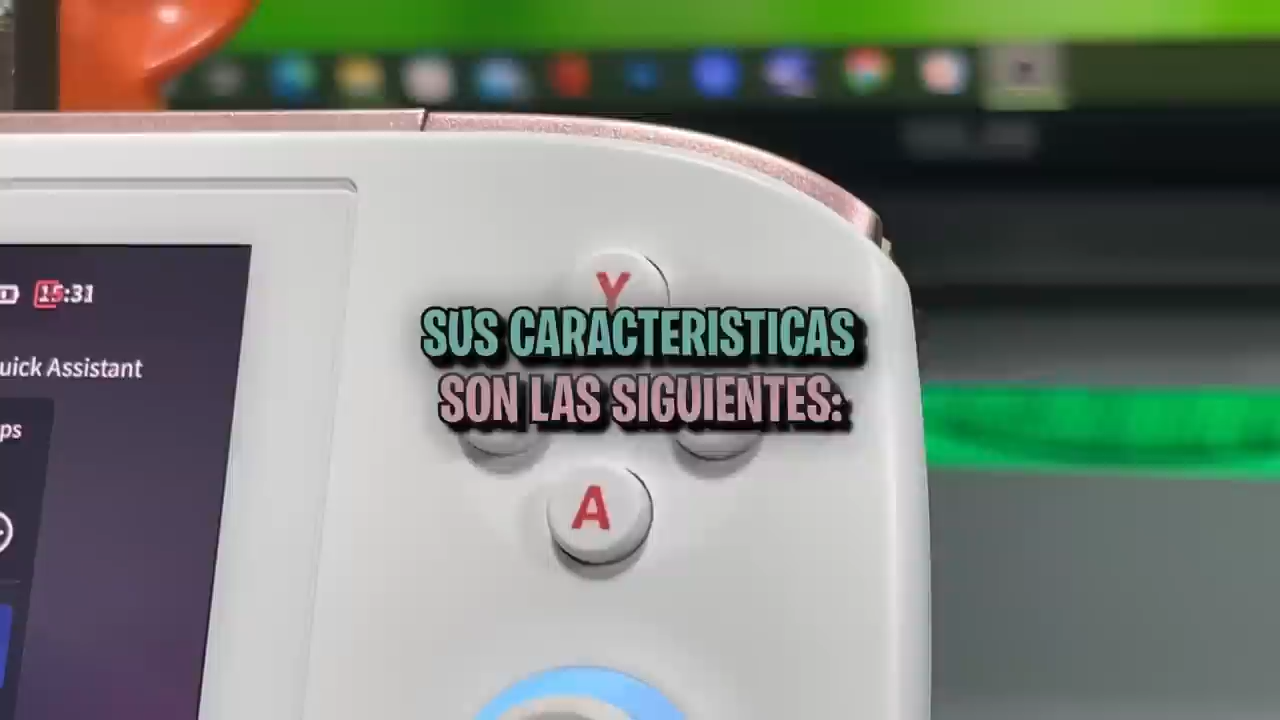 Y
SUS CARACTERISTICAS
SON LAS SIGUIENTES:
A
15:31
uick Assistant
ps